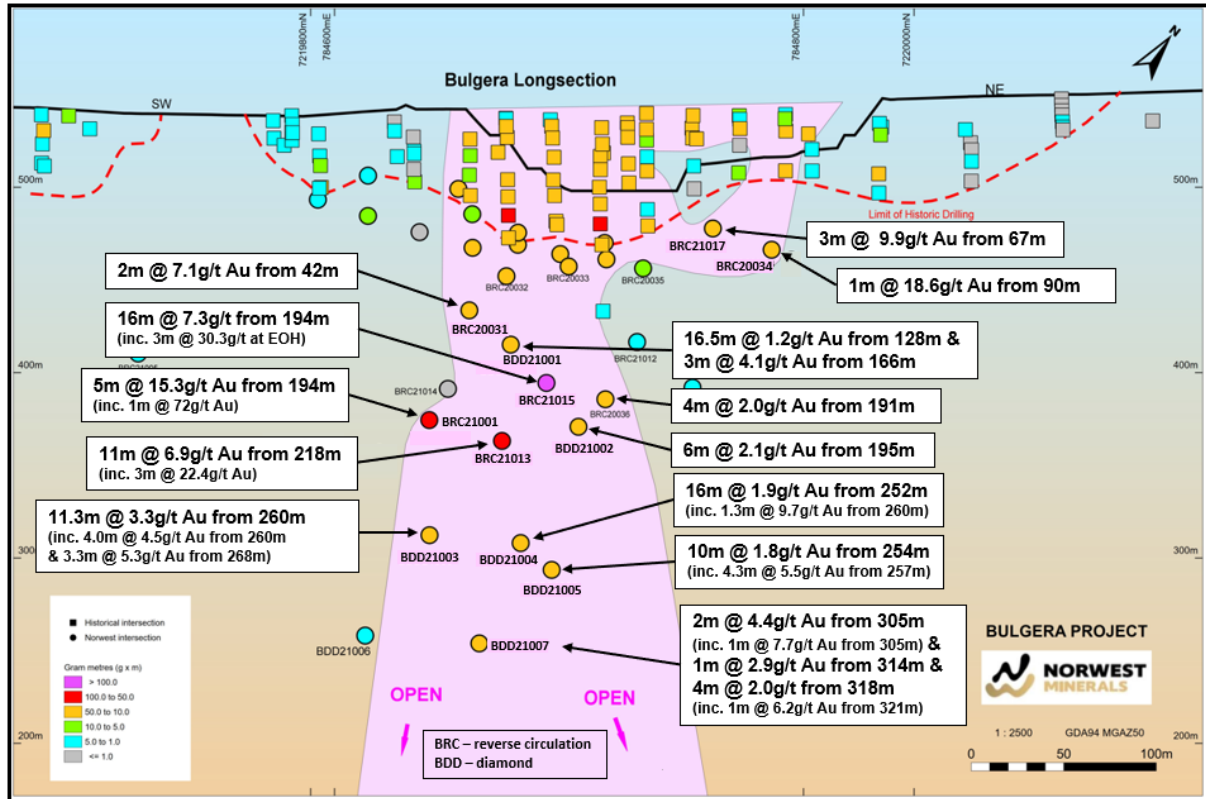 7219800mN
784600mE
784800mE
7220000mN
N
Bulgera Longsection
SW
NE
500m
500m
Limit of Historic Drilling
BRC21017
3m @ 9.9g/t Au from 67m
BRC20034
1m @ 18.6g/t Au from 90m
BRC20032
BRC20033
BRC20035
2m @ 7.1g/t Au from 42m
BRC20031
16m @ 7.3g/t from 194m
(inc. 3m @ 30.3g/t at EOH)
BDD21001
16.5m @ 1.2g/t Au from 128m &
3m @ 4.1g/t Au from 166m
BRC21012
400m
400m
5m @ 15.3g/t Au from 194m
(inc. 1m @ 72g/t Au)
BRC21014
BRC21015
BRC20036
4m @ 2.0g/t Au from 191m
BRC21001
BRC21013
BDD21002
6m @ 2.1g/t Au from 195m
11m @ 6.9g/t Au from 218m
(inc. 3m @ 22.4g/t Au)
16m @ 1.9g/t Au from 252m
(inc. 1.3m @ 9.7g/t Au from 260m)
11.3m @ 3.3g/t Au from 260m
(inc. 4.0m @ 4.5g/t Au from 260m
& 3.3m @ 5.3g/t Au from 268m)
BDD21003
BDD21004
300m
300m
BDD21005
10m @ 1.8g/t Au from 254m
(inc. 4.3m @ 5.5g/t Au from 257m)
BDD21006
BDD21007
2m @ 4.4g/t Au from 305m
(inc. 1m @ 7.7g/t Au from 305m) &
1m @ 2.9g/t Au from 314m &
4m @ 2.0g/t from 318m
(inc. 1m @ 6.2g/t Au from 321m)
Historical intersection
Norwest intersection
Gram metres (g x m)
> 100.0
100.0 to 50.0
50.0 to 10.0
10.0 to 5.0
5.0 to 1.0
<= 1.0
OPEN
OPEN
BRC – reverse circulation
BDD – diamond
BULGERA PROJECT
NORWEST
MINERALS
1 : 2500 GDA94 MGAZ50
0 50 100m
200m
200m